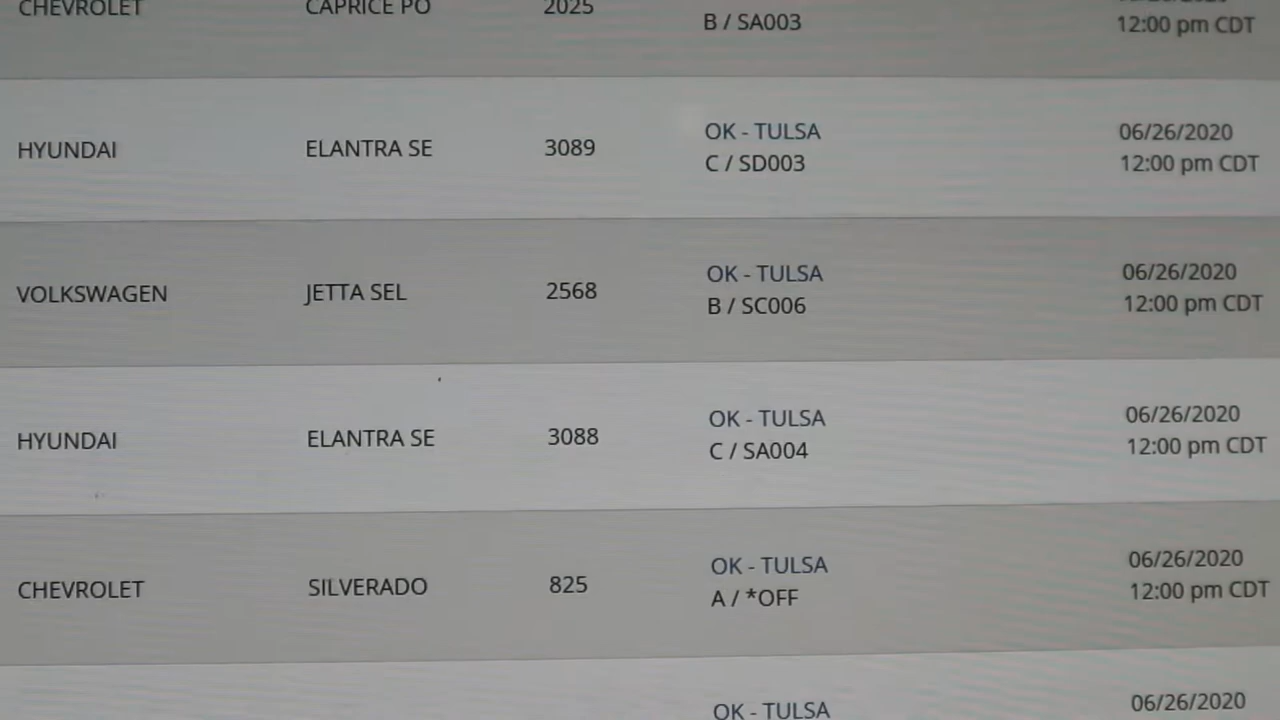 CHEVROLET CAPRICE PO 2025
B / SA003 12:00 pm CDT
OK - TULSA 06/26/2020
HYUNDAI ELANTRA SE 3089
C / SD003 12:00 pm CDT
OK - TULSA 06/26/2020
VOLKSWAGEN JETTA SEL 2568
B / SC006 12:00 pm CDT
OK - TULSA 06/26/2020
HYUNDAI ELANTRA SE 3088
C / SA004 12:00 pm CDT
OK - TULSA 06/26/2020
CHEVROLET SILVERADO 825
A / *OFF 12:00 pm CDT
OK - TULSA 06/26/2020